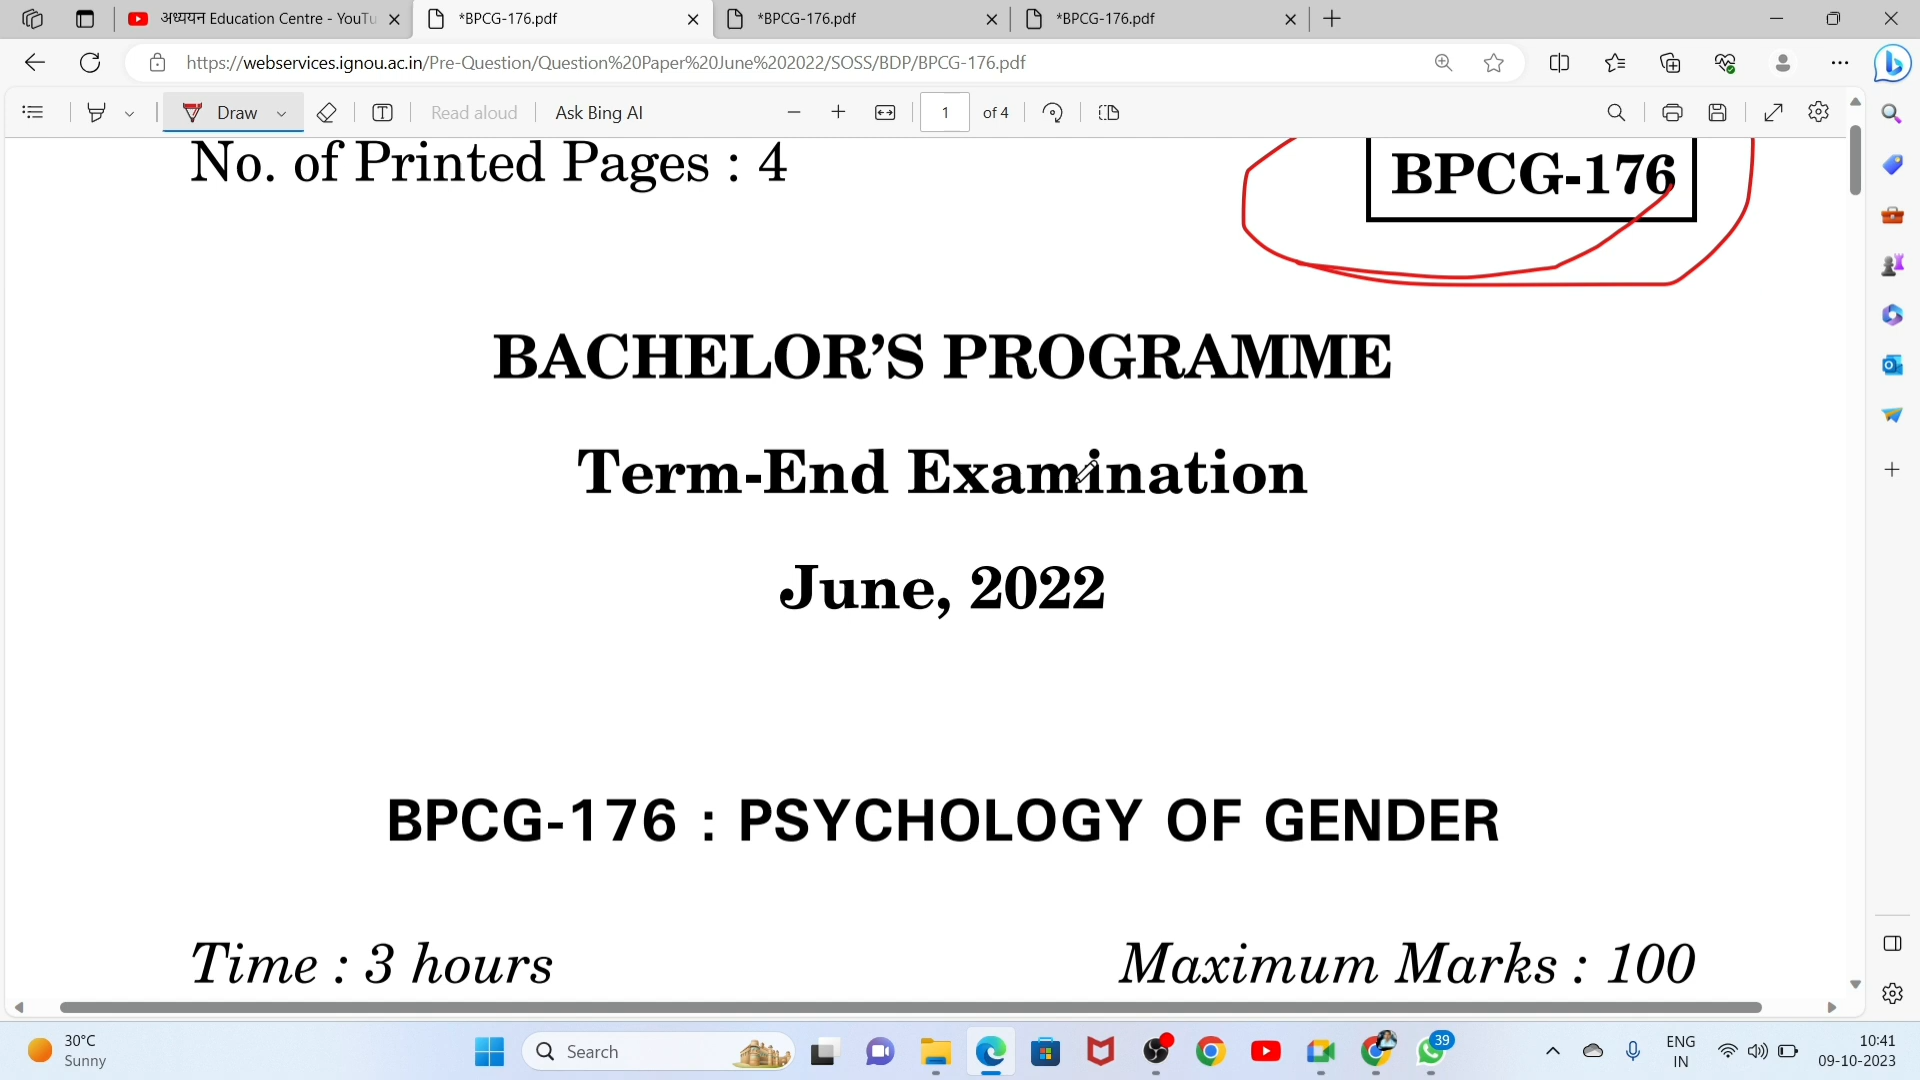 अध्ययन Education Centre - YouTu
*BPCG-176.pdf
*BPCG-176.pdf
*BPCG-176.pdf
https://webservices.ignou.ac.in/Pre-Question/Question%20Paper%20June%202022/SOSS/BDP/BPCG-176.pdf
Draw
Read aloud
Ask Bing AI
1
of 4
No. of Printed Pages : 4
BPCG-176
BACHELOR'S PROGRAMME
Term-End Examination
June, 2022
BPCG-176 : PSYCHOLOGY OF GENDER
Time : 3 hours
Maximum Marks : 100
30°C
Sunny
Search
39
ENG
IN
10:41
09-10-2023